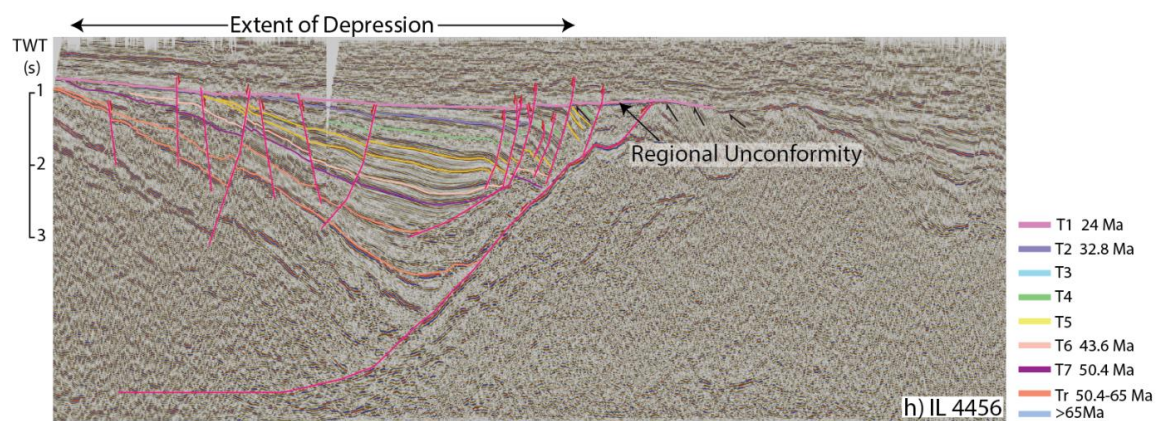 Extent of Depression
TWT
(s)
1
2
3
Regional Unconformity
T1 24 Ma
T2 32.8 Ma
T3
T4
T5
T6 43.6 Ma
T7 50.4 Ma
Tr 50.4-65 Ma
>65Ma
h) IL 4456